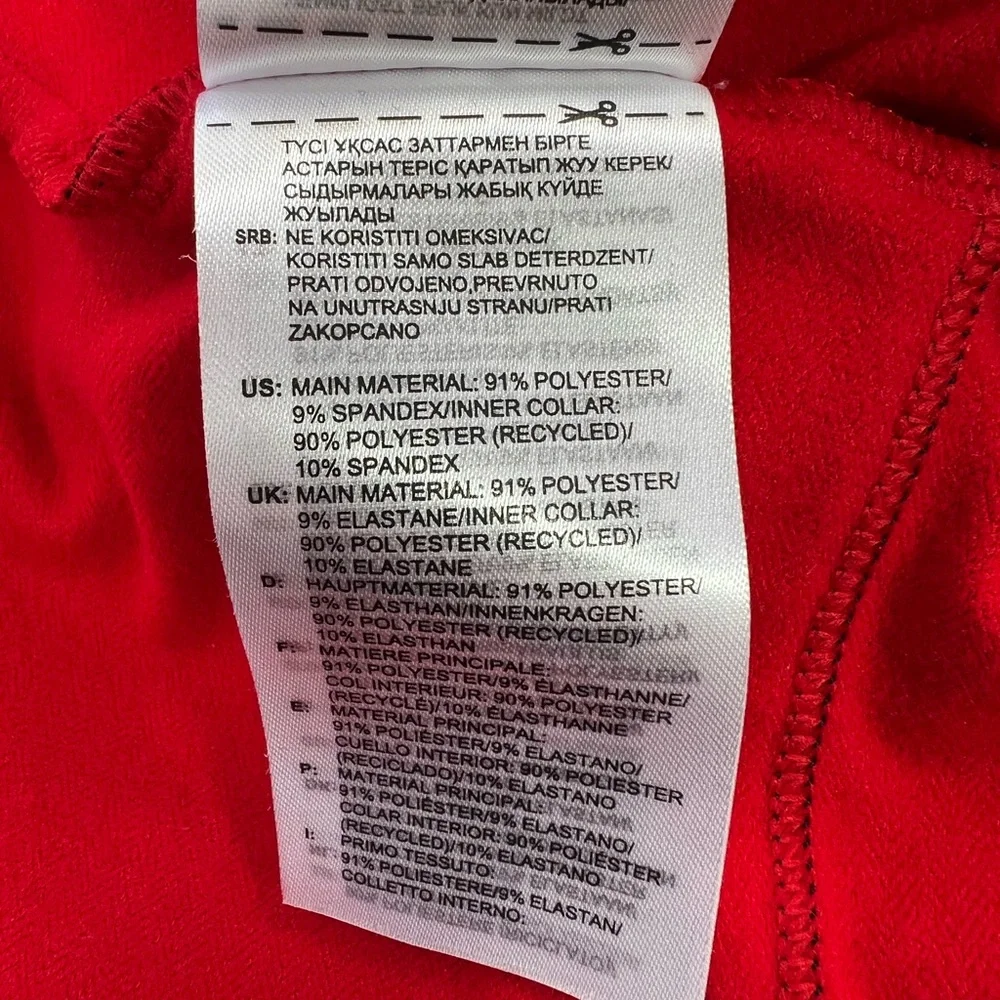 ТҮСІ ҰҚСАС ЗАТТАРМЕН БІРГЕ
АСТАРЫН ТЕРІС ҚАРАТЫП ЖУУ КЕРЕК/
СЫДЫРМАЛАРЫ ЖАБЫҚ КҮЙДЕ
ЖУЫЛАДЫ
SRB: NE KORISTITI OMEKSIVAC/
KORISTITI SAMO SLAB DETERDZENT/
PRATI ODVOJENO,PREVRNUTO
NA UNUTRASNJU STRANU/PRATI
ZAKOPCANO
US: MAIN MATERIAL: 91% POLYESTER/
9% SPANDEX/INNER COLLAR:
90% POLYESTER (RECYCLED)/
10% SPANDEX
UK: MAIN MATERIAL: 91% POLYESTER/
9% ELASTANE/INNER COLLAR:
90% POLYESTER (RECYCLED)/
10% ELASTANE
D: HAUPTMATERIAL: 91% POLYESTER/
9% ELASTHAN/INNENKRAGEN:
90% POLYESTER (RECYCLED)/
10% ELASTHAN
F: MATIERE PRINCIPALE:
91% POLYESTER/9% ÉLASTHANNE/
COL INTERIEUR: 90% POLYESTER
(RECYCLÉ)/10% ÉLASTHANNE
E: MATERIAL PRINCIPAL:
91% POLIÉSTER/9% ELASTANO/
CUELLO INTERIOR: 90% POLIÉSTER
(RECICLADO)/10% ELASTANO
P: MATERIAL PRINCIPAL:
91% POLIÉSTER/9% ELASTANO/
COLAR INTERIOR: 90% POLIÉSTER
(RECYCLED)/10% ELASTANO
I: PRIMO TESSUTO:
91% POLIESTERE/9% ELASTAN/
COLLETTO INTERNO: